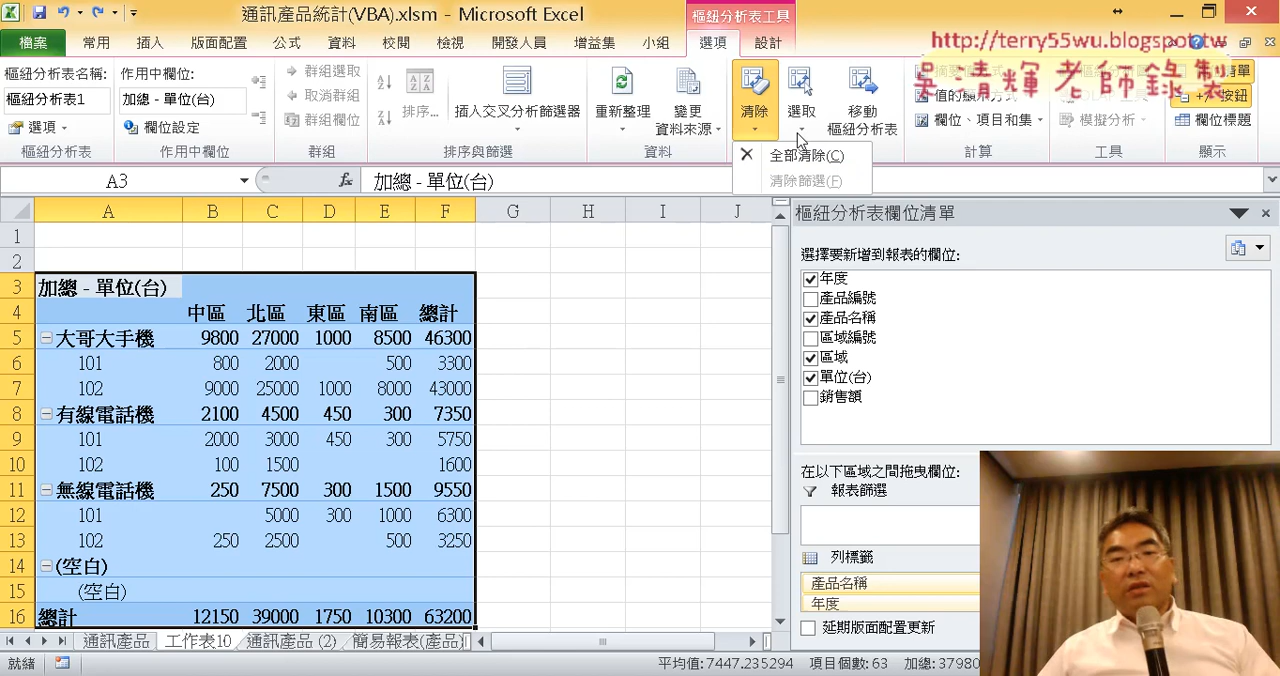 通訊產品統計(VBA).xlsm - Microsoft Excel
樞紐分析表工具
檔案 常用 插入 版面配置 公式 資料 校閱 檢視 開發人員 增益集 小組 選項 設計
http://terry55wu.blogspot.tw
吳清輝老師錄製
樞紐分析表名稱:
樞紐分析表1
選項
樞紐分析表
作用中欄位:
加總 - 單位(台)
欄位設定
作用中欄位
群組選取
取消群組
群組欄位
群組
排序...
插入交叉分析篩選器
排序與篩選
重新整理
變更
資料來源
資料
清除
選取
移動
樞紐分析表
全部清除(C)
清除篩選(F)
值的顯示方式
欄位、項目和集
計算
模擬分析
工具
清單
+/- 按鈕
欄位標題
顯示
A3 fx 加總 - 單位(台)
A B C D E F G H I J
1
2
3 加總 - 單位(台)
4 中區 北區 東區 南區 總計
5 大哥大手機 9800 27000 1000 8500 46300
6 101 800 2000 500 3300
7 102 9000 25000 1000 8000 43000
8 有線電話機 2100 4500 450 300 7350
9 101 2000 3000 450 300 5750
10 102 100 1500 1600
11 無線電話機 250 7500 300 1500 9550
12 101 5000 300 1000 6300
13 102 250 2500 500 3250
14 (空白)
15 (空白)
16 總計 12150 39000 1750 10300 63200
樞紐分析表欄位清單
選擇要新增到報表的欄位:
年度
產品編號
產品名稱
區域編號
區域
單位(台)
銷售額
在以下區域之間拖曳欄位:
報表篩選
列標籤
產品名稱
年度
延期版面配置更新
通訊產品 工作表10 通訊產品 (2) 簡易報表(產品)
就緒 平均值: 7447.235294 項目個數: 63 加總: 37980